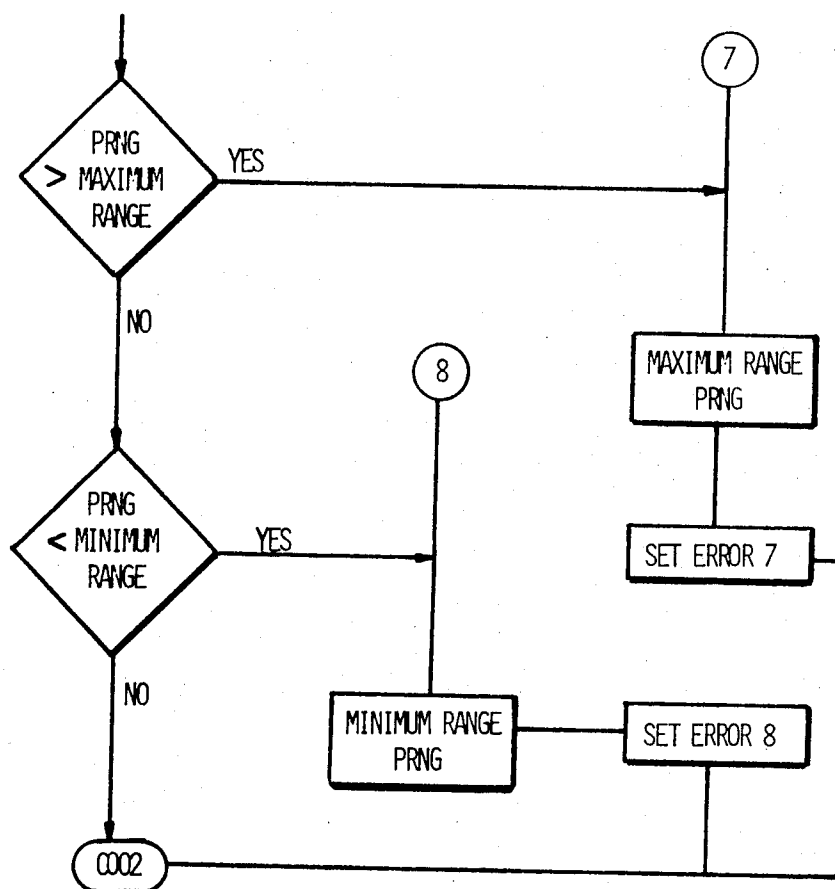 7
PRNG
> MAXIMUM
RANGE
YES
NO
8
MAXIMUM RANGE
PRNG
PRNG
< MINIMUM
RANGE
YES
SET ERROR 7
NO
MINIMUM RANGE
PRNG
SET ERROR 8
COO2